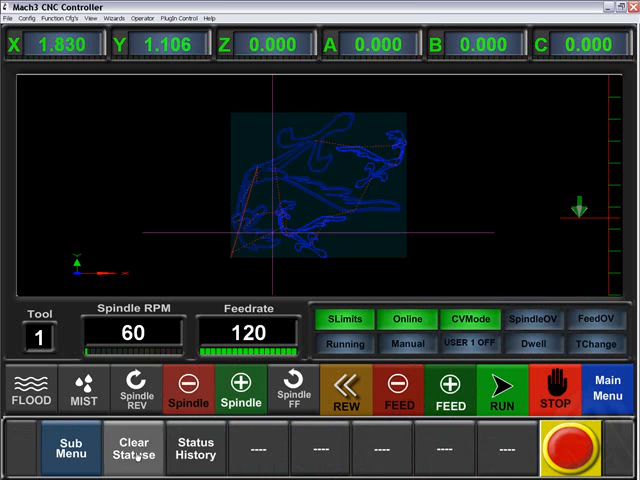 Mach3 CNC Controller
File Config Function Cfg's View Wizards Operator PlugIn Control Help
X 1.830 Y 1.106 Z 0.000 A 0.000 B 0.000 C 0.000
Y
X
Tool
1
Spindle RPM
60
Feedrate
120
SLimits Online CVMode SpindleOV FeedOV
Running Manual USER 1 OFF Dwell TChange
FLOOD
MIST
Spindle
REV
Spindle
Spindle
Spindle
FF
REW
FEED
FEED
RUN
STOP
Main
Menu
Sub
Menu
Clear
Statuse
Status
History
----
----
----
----
----